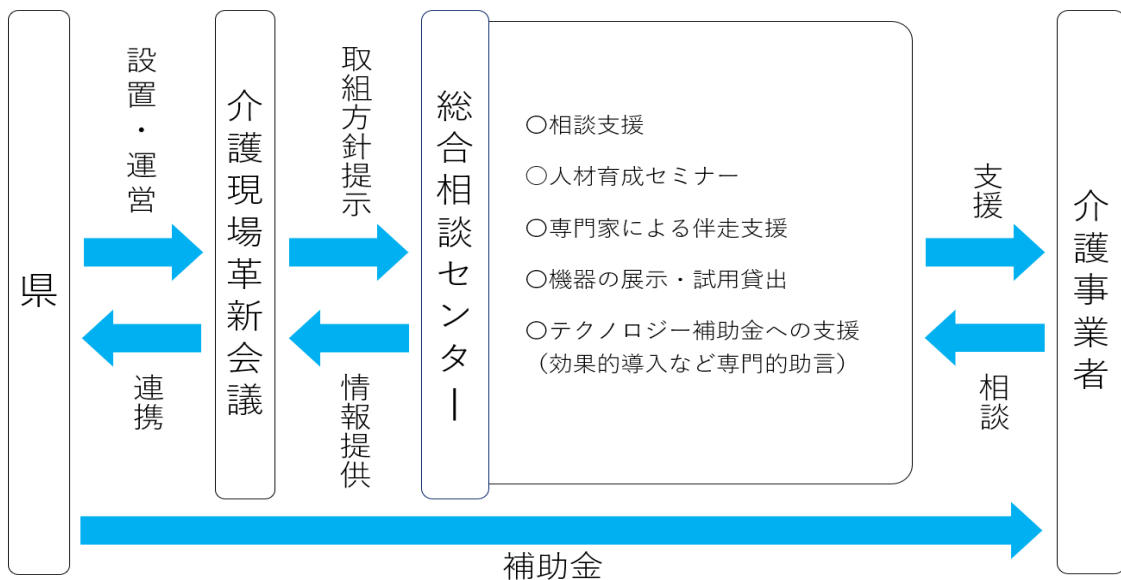 県
設置・運営
連携
介護現場革新会議
取組方針提示
情報提供
総合相談センター
〇相談支援
〇人材育成セミナー
〇専門家による伴走支援
〇機器の展示・試用貸出
〇テクノロジー補助金への支援
（効果的導入など専門的助言）
支援
相談
介護事業者
補助金